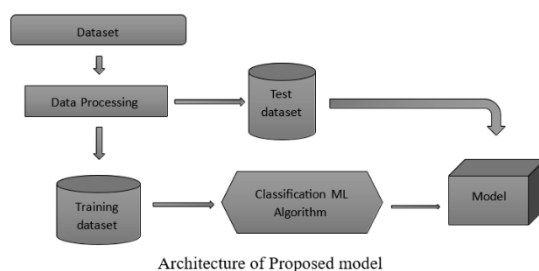 Dataset
Data Processing
Test
dataset
Training
dataset
Classification ML
Algorithm
Model
Architecture of Proposed model